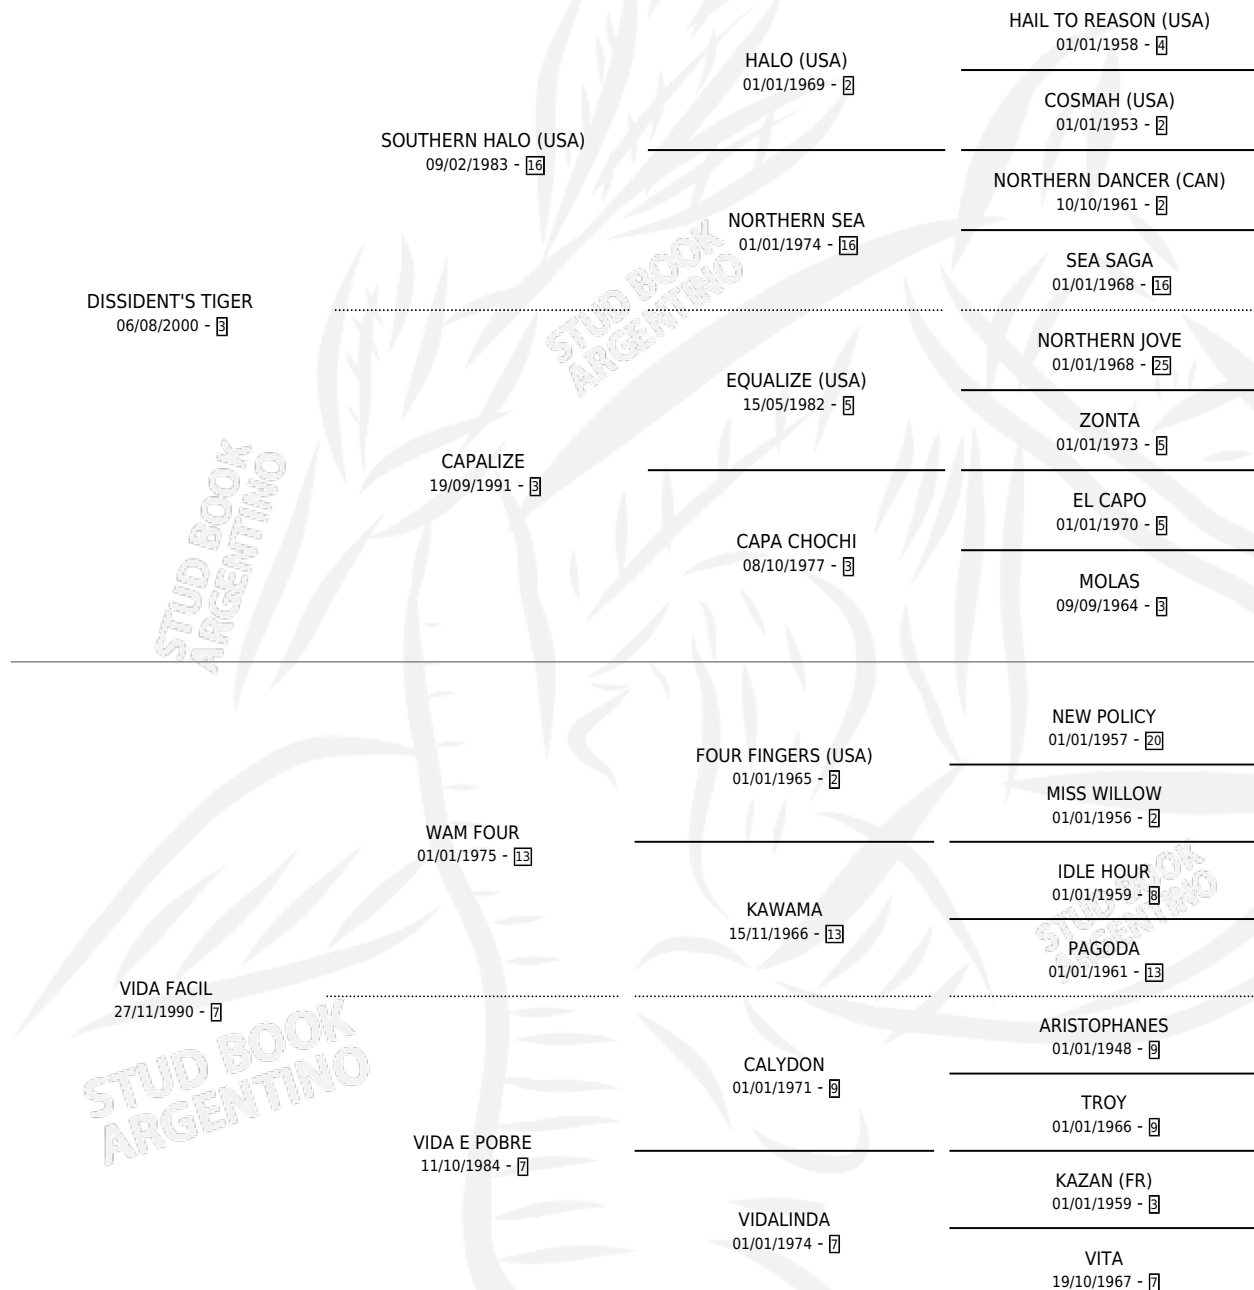 HAIL TO REASON (USA)
01/01/1958 - 4
HALO (USA)
01/01/1969 - 2
COSMAH (USA)
01/01/1953 - 2
SOUTHERN HALO (USA)
09/02/1983 - 16
NORTHERN DANCER (CAN)
10/10/1961 - 2
NORTHERN SEA
01/01/1974 - 16
SEA SAGA
01/01/1968 - 16
DISSIDENT'S TIGER
06/08/2000 - 3
STUD BOOK
ARGENTINO
NORTHERN JOVE
01/01/1968 - 25
EQUALIZE (USA)
15/05/1982 - 5
ZONTA
01/01/1973 - 5
CAPALIZE
19/09/1991 - 3
EL CAPO
01/01/1970 - 5
CAPA CHOCHI
08/10/1977 - 3
MOLAS
09/09/1964 - 3
STUD BOOK
ARGENTINO
NEW POLICY
01/01/1957 - 20
FOUR FINGERS (USA)
01/01/1965 - 2
MISS WILLOW
01/01/1956 - 2
WAM FOUR
01/01/1975 - 13
IDLE HOUR
01/01/1959 - 8
KAWAMA
15/11/1966 - 13
PAGODA
01/01/1961 - 13
STUD BOOK
ARGENTINO
VIDA FACIL
27/11/1990 - 7
STUD BOOK
ARGENTINO
ARISTOPHANES
01/01/1948 - 9
CALYDON
01/01/1971 - 9
TROY
01/01/1966 - 9
VIDA E POBRE
11/10/1984 - 7
KAZAN (FR)
01/01/1959 - 3
VIDALINDA
01/01/1974 - 7
VITA
19/10/1967 - 7